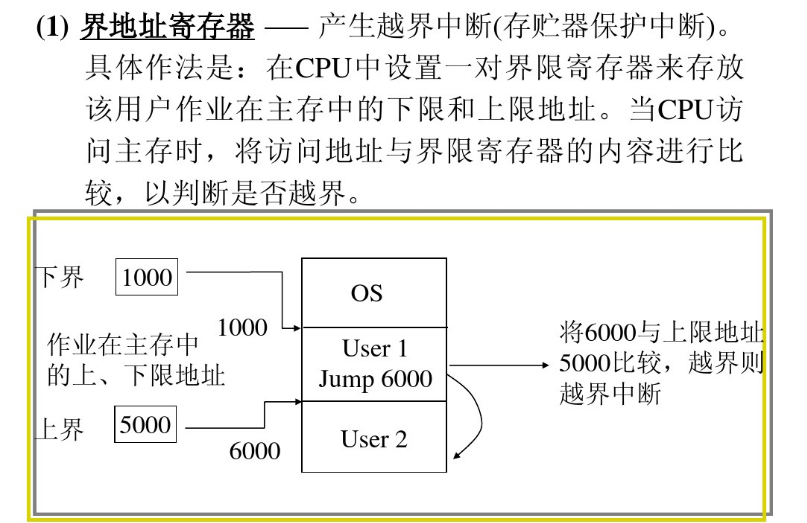 (1) 界地址寄存器 —— 产生越界中断(存贮器保护中断)。
具体作法是：在CPU中设置一对界限寄存器来存放
该用户作业在主存中的下限和上限地址。当CPU访
问主存时，将访问地址与界限寄存器的内容进行比
较，以判断是否越界。
下界
1000
OS
1000
作业在主存中
的上、下限地址
User 1
Jump 6000
将6000与上限地址
5000比较，越界则
越界中断
上界
5000
6000
User 2